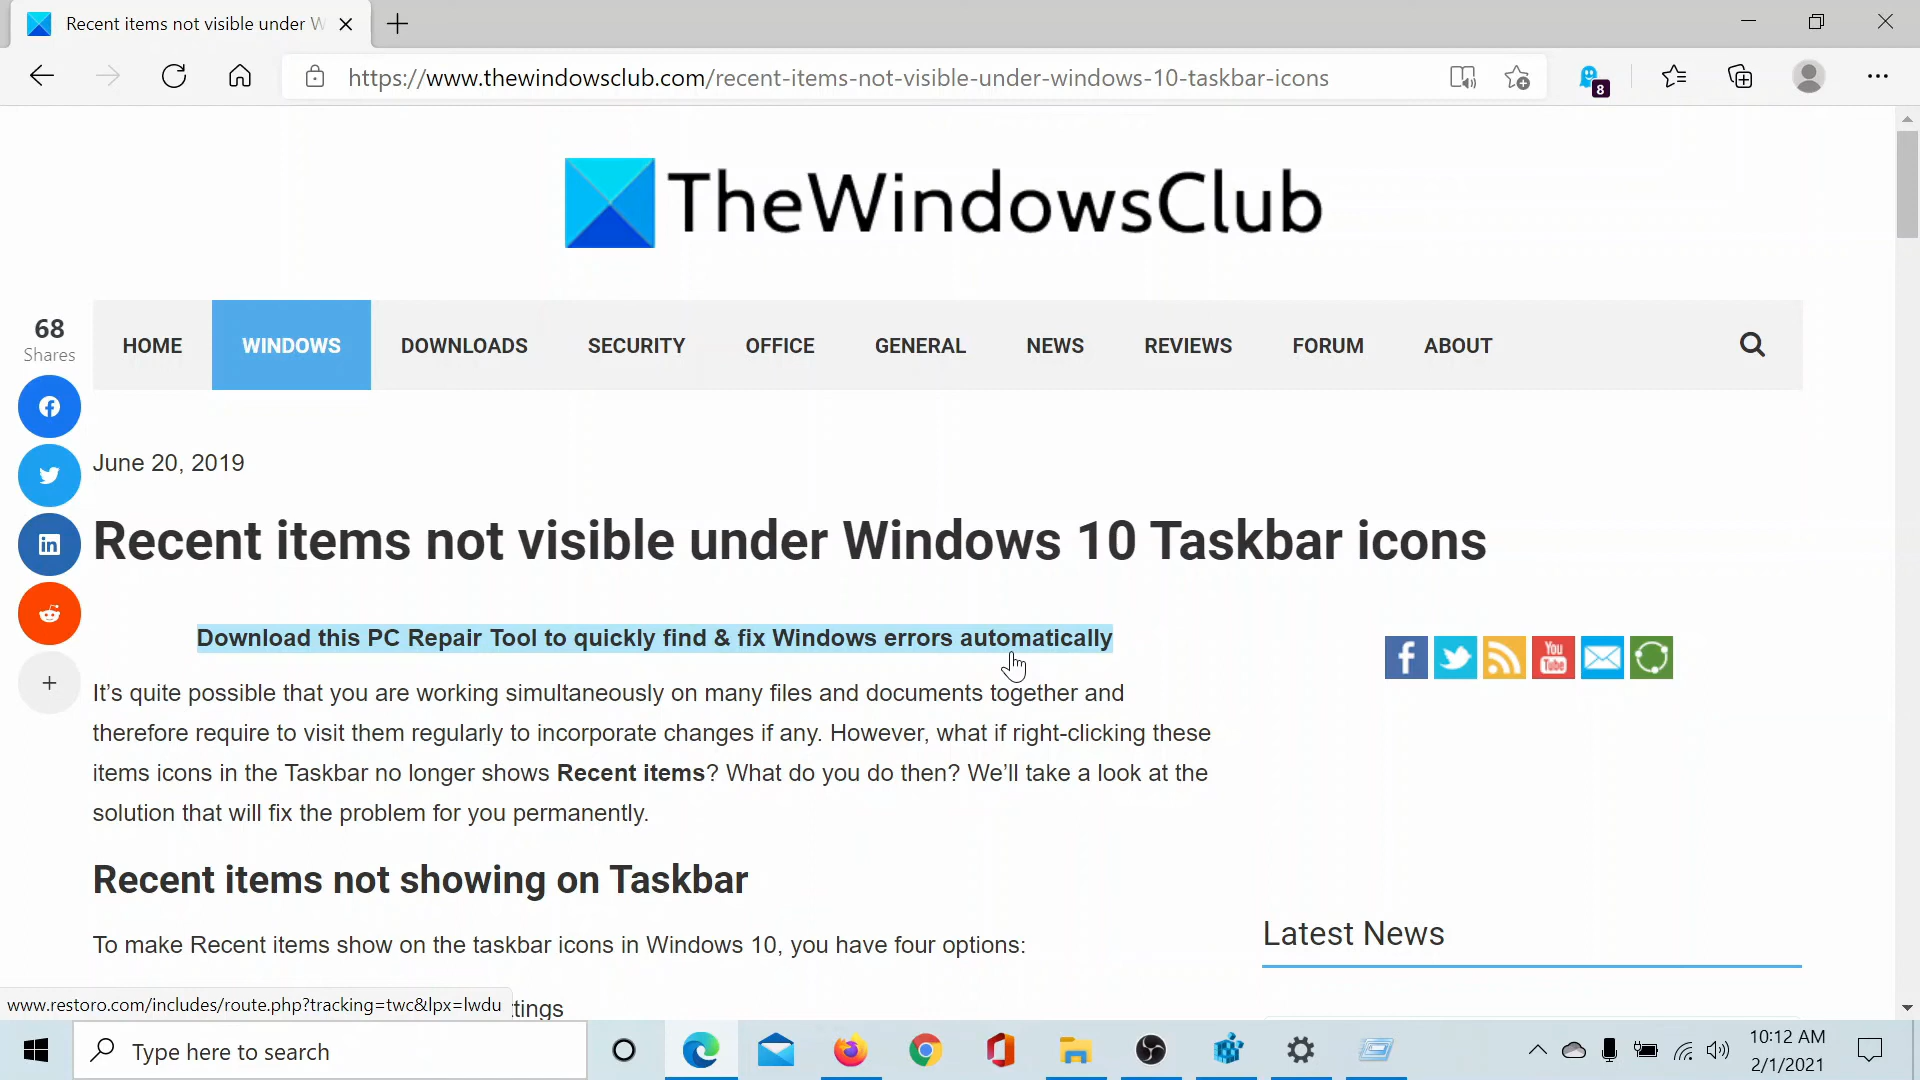 Recent items not visible under W
https://www.thewindowsclub.com/recent-items-not-visible-under-windows-10-taskbar-icons
8
TheWindowsClub
68
Shares
HOME
WINDOWS
DOWNLOADS
SECURITY
OFFICE
GENERAL
NEWS
REVIEWS
FORUM
ABOUT
June 20, 2019
Recent items not visible under Windows 10 Taskbar icons
Download this PC Repair Tool to quickly find & fix Windows errors automatically
It’s quite possible that you are working simultaneously on many files and documents together and
therefore require to visit them regularly to incorporate changes if any. However, what if right-clicking these
items icons in the Taskbar no longer shows Recent items? What do you do then? We’ll take a look at the
solution that will fix the problem for you permanently.
You
Tube
Recent items not showing on Taskbar
To make Recent items show on the taskbar icons in Windows 10, you have four options:
Latest News
www.restoro.com/includes/route.php?tracking=twc&lpx=lwdu
tings
Type here to search
10:12 AM
2/1/2021